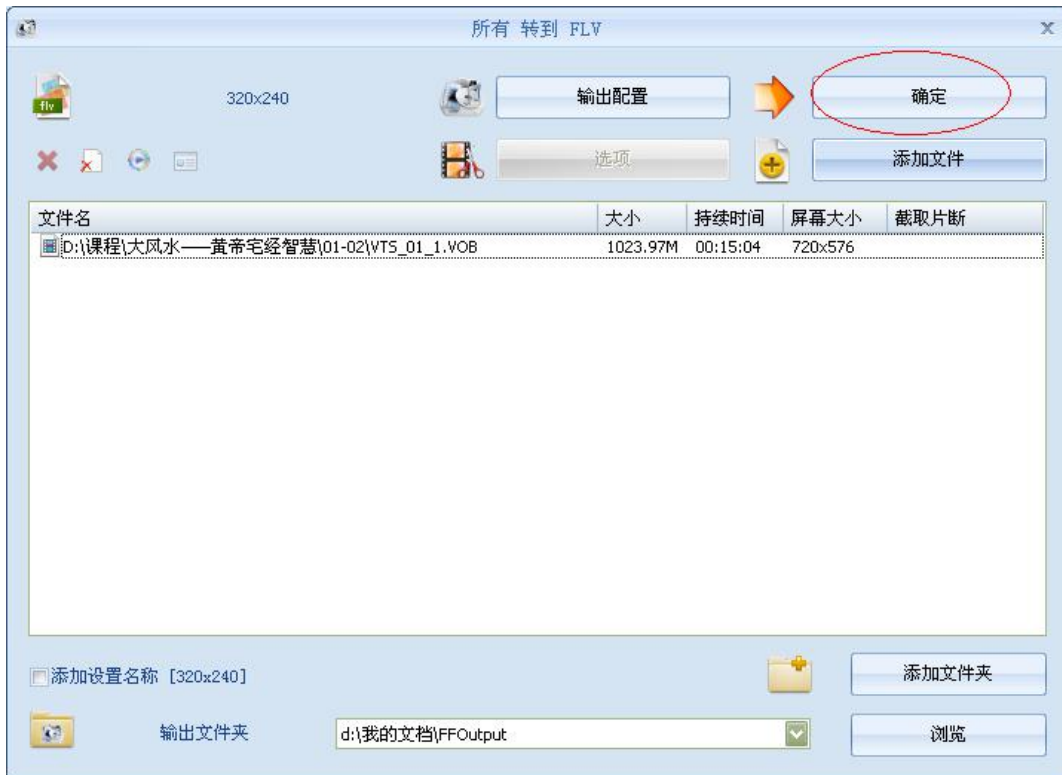 所有 转到 FLV
flv 320x240 输出配置 确定
选项 添加文件
文件名 大小 持续时间 屏幕大小 截取片断
D:\课程\大风水——黄帝宅经智慧\01-02\VTS_01_1.VOB 1023.97M 00:15:04 720x576
添加设置名称 [320x240] 添加文件夹
输出文件夹 d:\我的文档\FFOutput 浏览